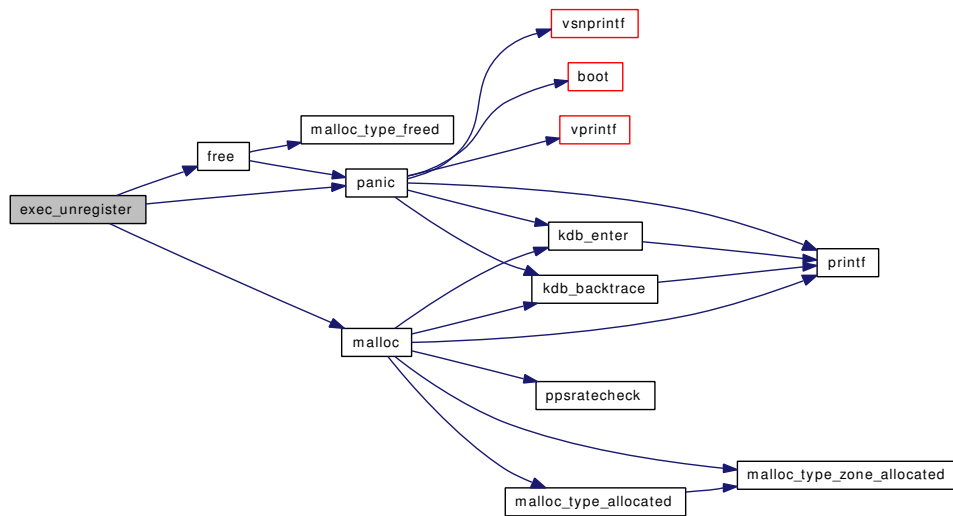 vsnprintf
boot
vprintf
malloc_type_freed
free
panic
exec_unregister
kdb_enter
printf
kdb_backtrace
malloc
ppsratecheck
malloc_type_zone_allocated
malloc_type_allocated